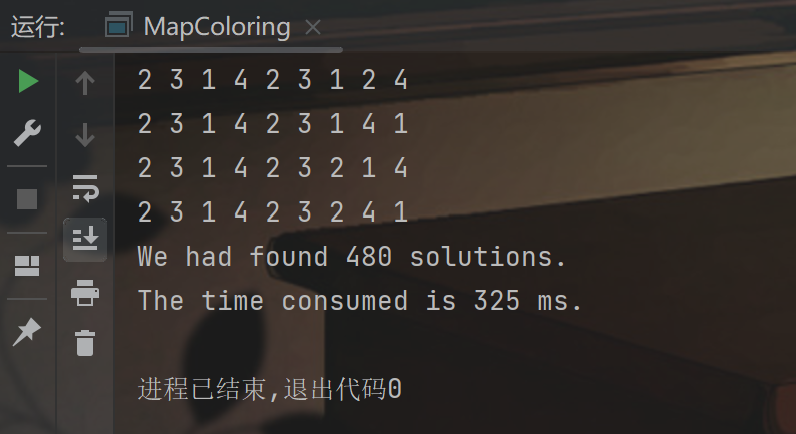 运行: MapColoring
2 3 1 4 2 3 1 2 4
2 3 1 4 2 3 1 4 1
2 3 1 4 2 3 2 1 4
2 3 1 4 2 3 2 4 1
We had found 480 solutions.
The time consumed is 325 ms.
进程已结束,退出代码0